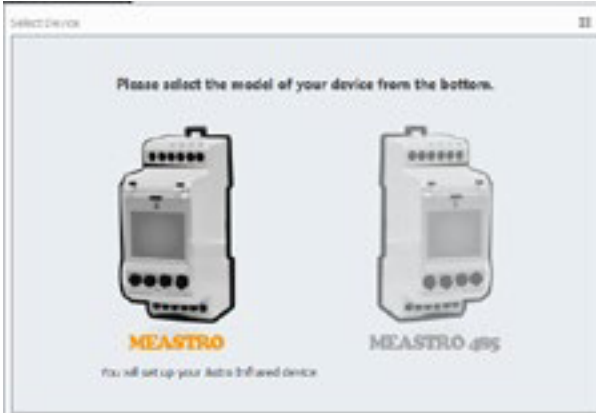 Select Device
Please select the model of your device from the bottom.
MEASTRO
MEASTRO 485
You will set up your Astro Infrared device